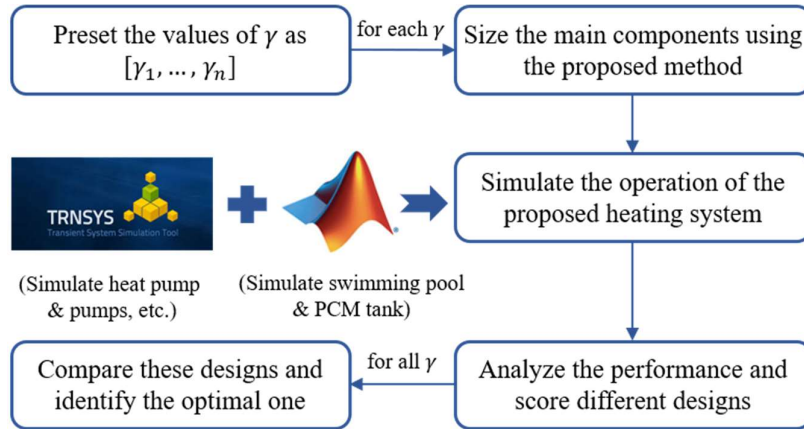 Preset the values of γ as
[γ₁, … , γₙ]
for each γ
Size the main components using
the proposed method
TRNSYS
Transient System Simulation Tool
(Simulate heat pump
& pumps, etc.)
(Simulate swimming pool
& PCM tank)
Simulate the operation of the
proposed heating system
Compare these designs and
identify the optimal one
for all γ
Analyze the performance and
score different designs